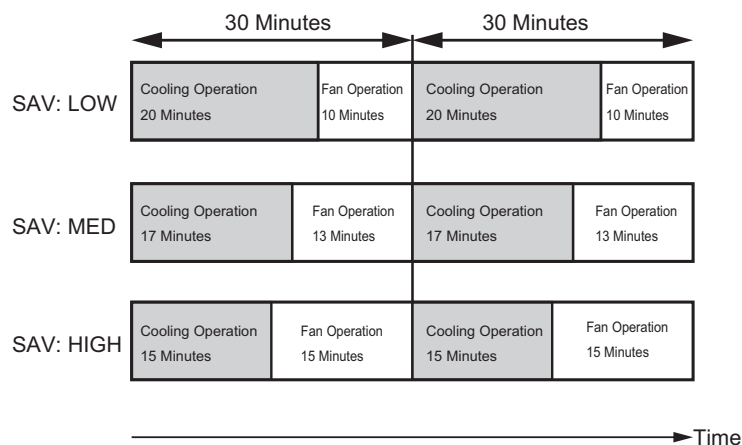 30 Minutes 30 Minutes
SAV: LOW
Cooling Operation
20 Minutes
Fan Operation
10 Minutes
Cooling Operation
20 Minutes
Fan Operation
10 Minutes
SAV: MED
Cooling Operation
17 Minutes
Fan Operation
13 Minutes
Cooling Operation
17 Minutes
Fan Operation
13 Minutes
SAV: HIGH
Cooling Operation
15 Minutes
Fan Operation
15 Minutes
Cooling Operation
15 Minutes
Fan Operation
15 Minutes
Time